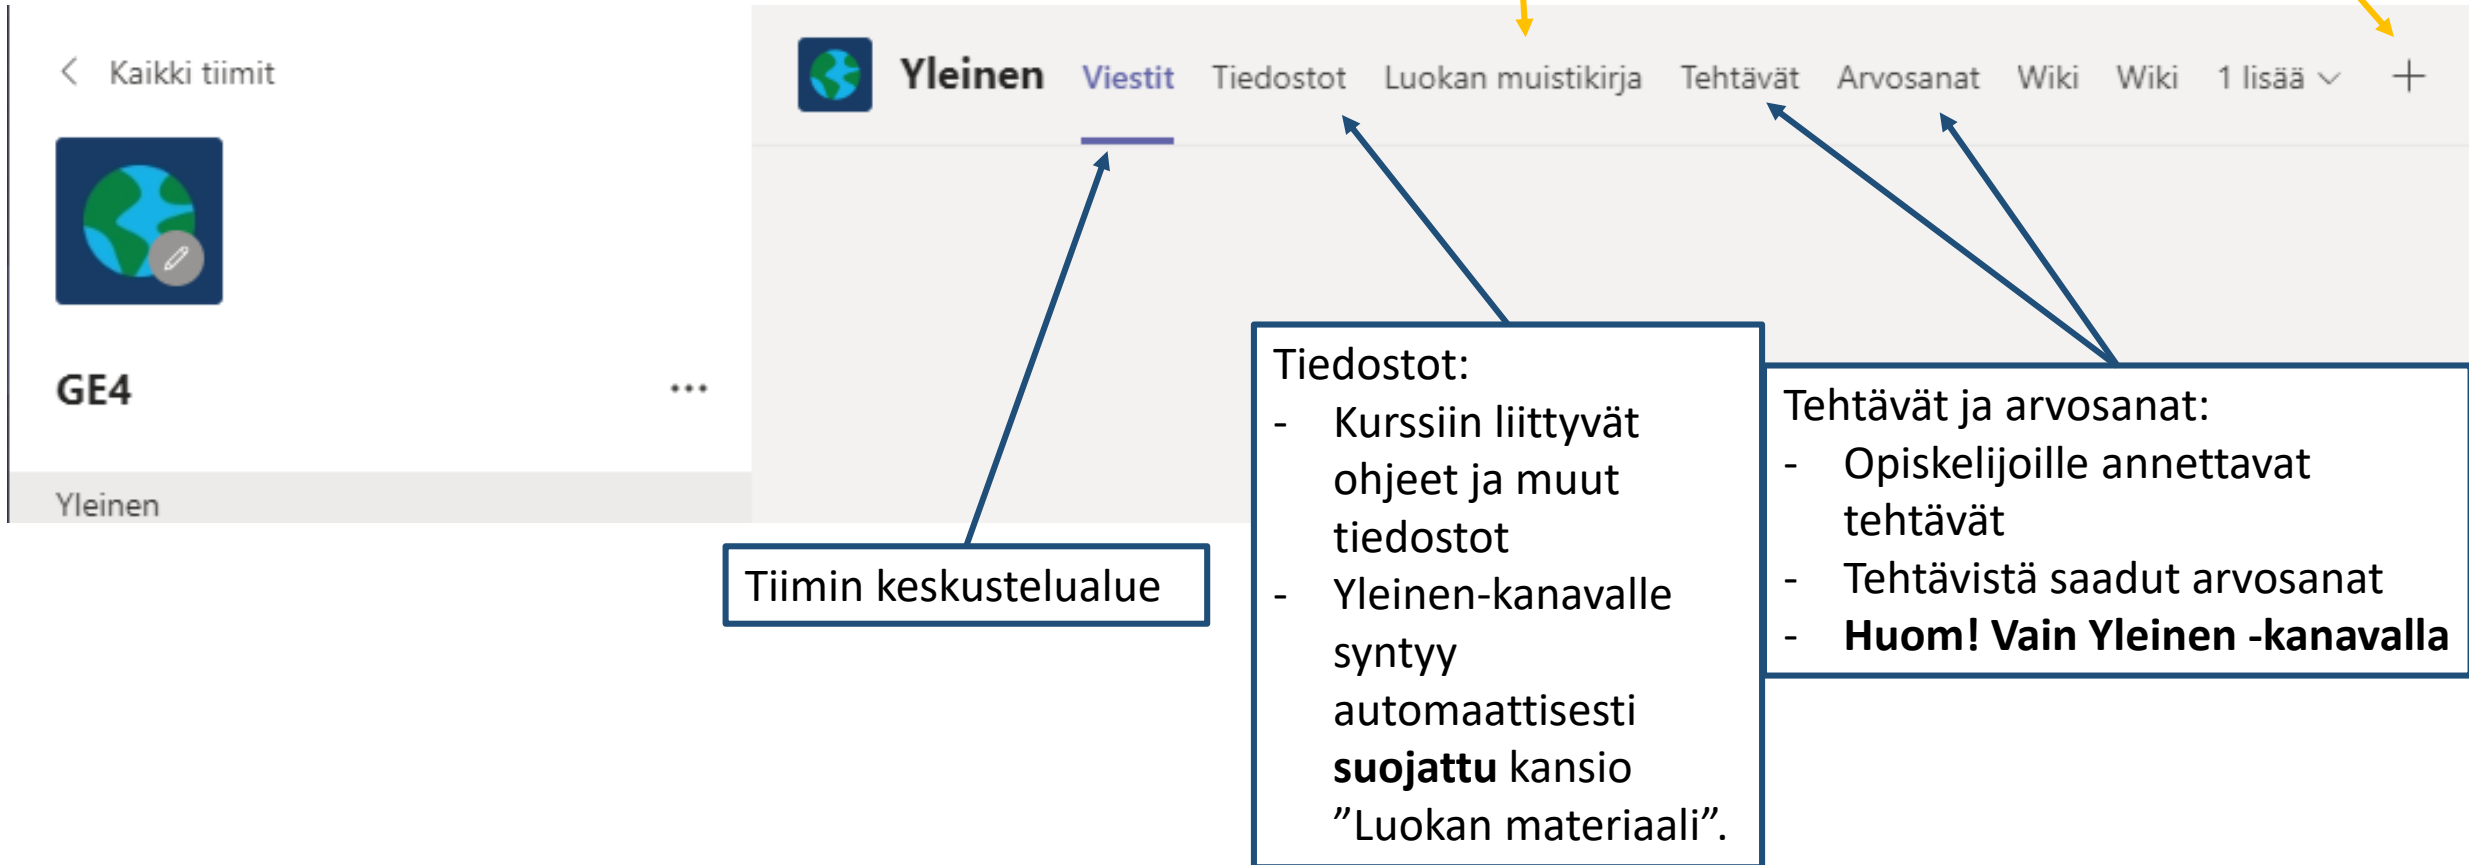 Kaikki tiimit
GE4
...
Yleinen
Yleinen Viestit Tiedostot Luokan muistikirja Tehtävät Arvosanat Wiki Wiki 1 lisää +
Tiimin keskustelualue
Tiedostot:
- Kurssiin liittyvät
ohjeet ja muut
tiedostot
- Yleinen-kanavalle
syntyy
automaattisesti
suojattu kansio
”Luokan materiaali”.
Tehtävät ja arvosanat:
- Opiskelijoille annettavat
tehtävät
- Tehtävistä saadut arvosanat
- Huom! Vain Yleinen -kanavalla